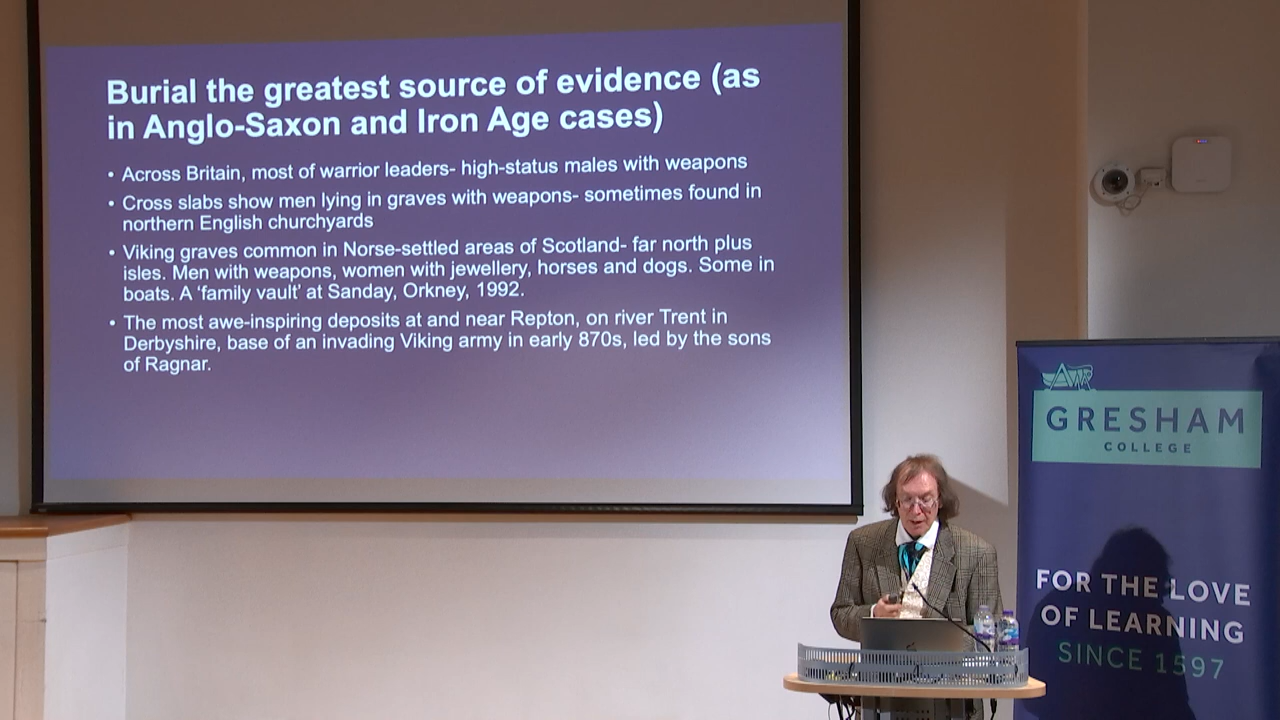 Burial the greatest source of evidence (as
in Anglo-Saxon and Iron Age cases)
• Across Britain, most of warrior leaders- high-status males with weapons
• Cross slabs show men lying in graves with weapons- sometimes found in
northern English churchyards
• Viking graves common in Norse-settled areas of Scotland- far north plus
isles. Men with weapons, women with jewellery, horses and dogs. Some in
boats. A ‘family vault’ at Sanday, Orkney, 1992.
• The most awe-inspiring deposits at and near Repton, on river Trent in
Derbyshire, base of an invading Viking army in early 870s, led by the sons
of Ragnar.
GRESHAM
COLLEGE
FOR THE LOVE
OF LEARNING
SINCE 1597